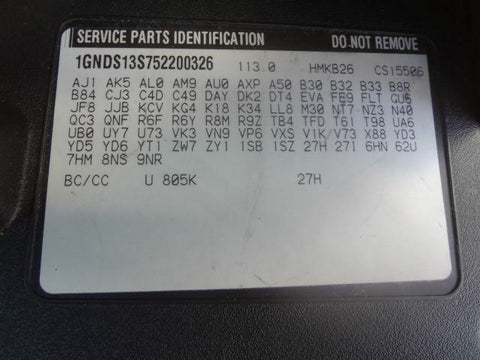 SERVICE PARTS IDENTIFICATION DO NOT REMOVE
1GNDS13S752200326 113.0 HMKB26 CS15506
AJ1 AK5 AL0 AM9 AU0 AXP A50 B30 B32 B33 B8R
B84 CJ3 C4D C49 DAY DK2 DT4 EVA FE9 FLT GU6
JF8 JJB KCV KG4 K18 K34 LL8 M30 NT7 NZ3 N40
QC3 QNF R6F R6Y R8M R9Z TB4 TFD T61 T98 UA6
UB0 UY7 U73 VK3 VN9 VP6 VXS V1K V73 X88 YD3
YD5 YD6 YT1 ZW7 ZY1 1SB 1SZ 27H 27I 6HN 62U
7HM 8NS 9NR
BC/CC U 805K 27H